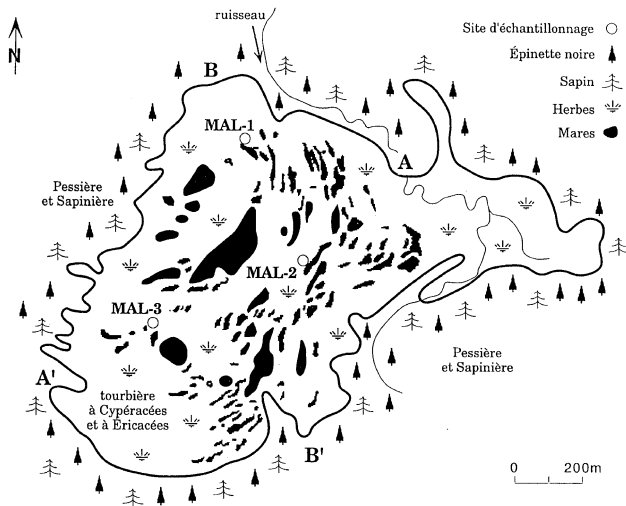 ruisseau
N
Site d'échantillonnage
Épinette noire
Sapin
Herbes
Mares
B
MAL-1
A
Pessière
et Sapinière
MAL-2
MAL-3
Pessière
et Sapinière
A'
tourbière
à Cypéracées
et à Éricacées
B'
0 200m